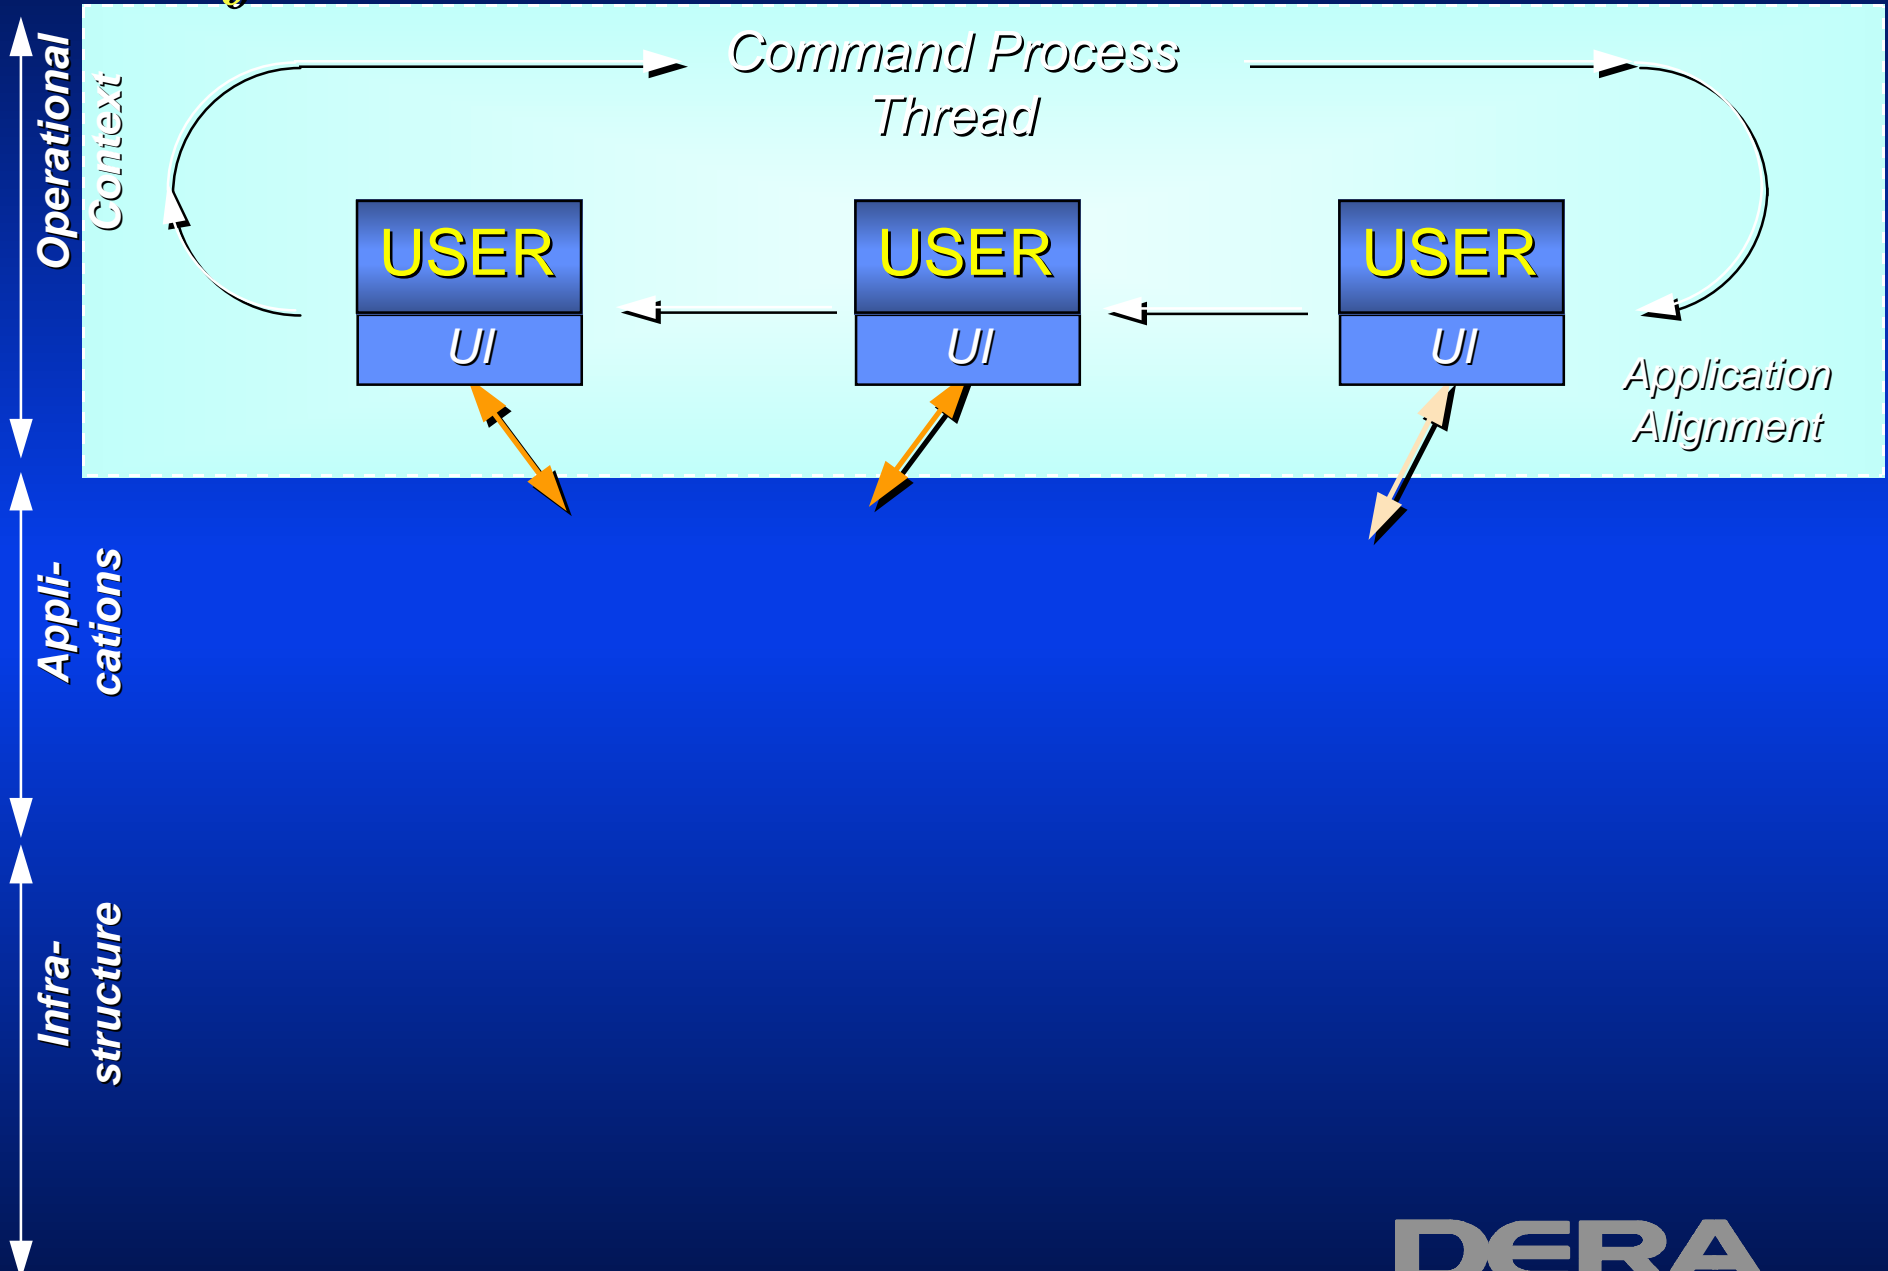 Operational
Context
Command Process
Thread
USER
UI
USER
UI
USER
UI
Application
Alignment
Appli-
cations
Infra-
structure
DERA